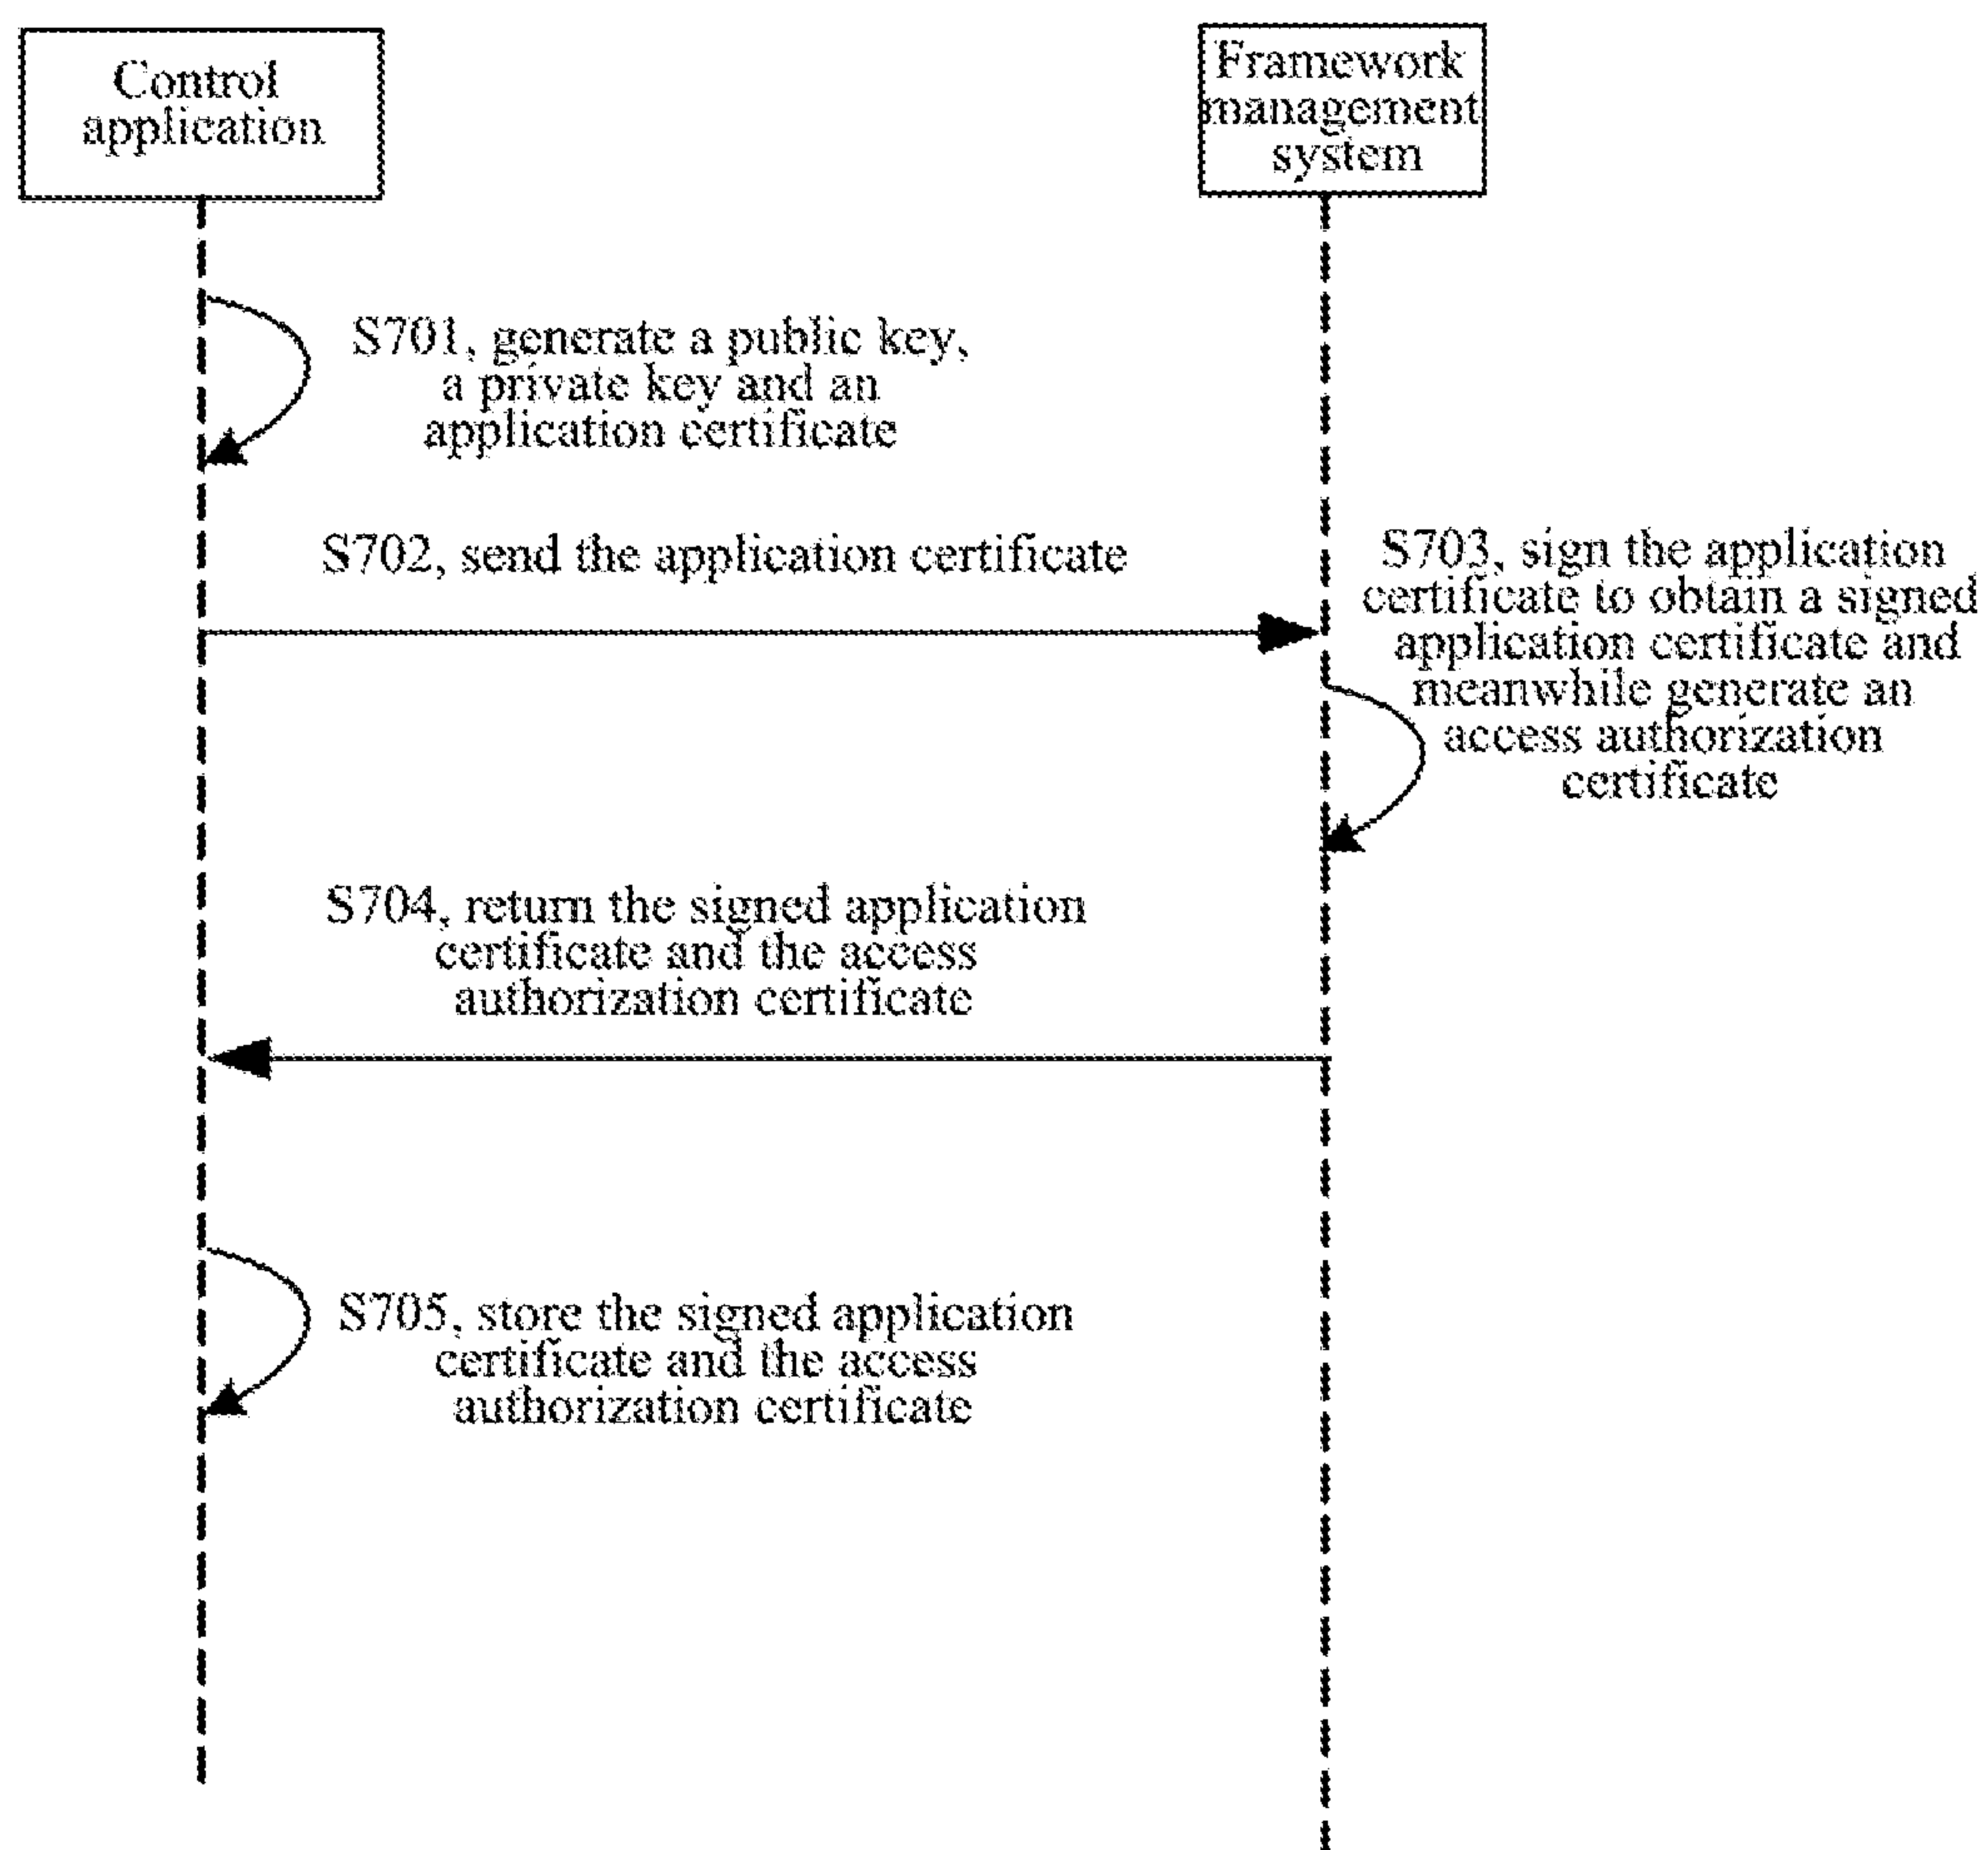 Control
application
Framework
management
system
S701, generate a public key,
a private key and an
application certificate
S702, send the application certificate
S703, sign the application
certificate to obtain a signed
application certificate and
meanwhile generate an
access authorization
certificate
S704, return the signed application
certificate and the access
authorization certificate
S705, store the signed application
certificate and the access
authorization certificate